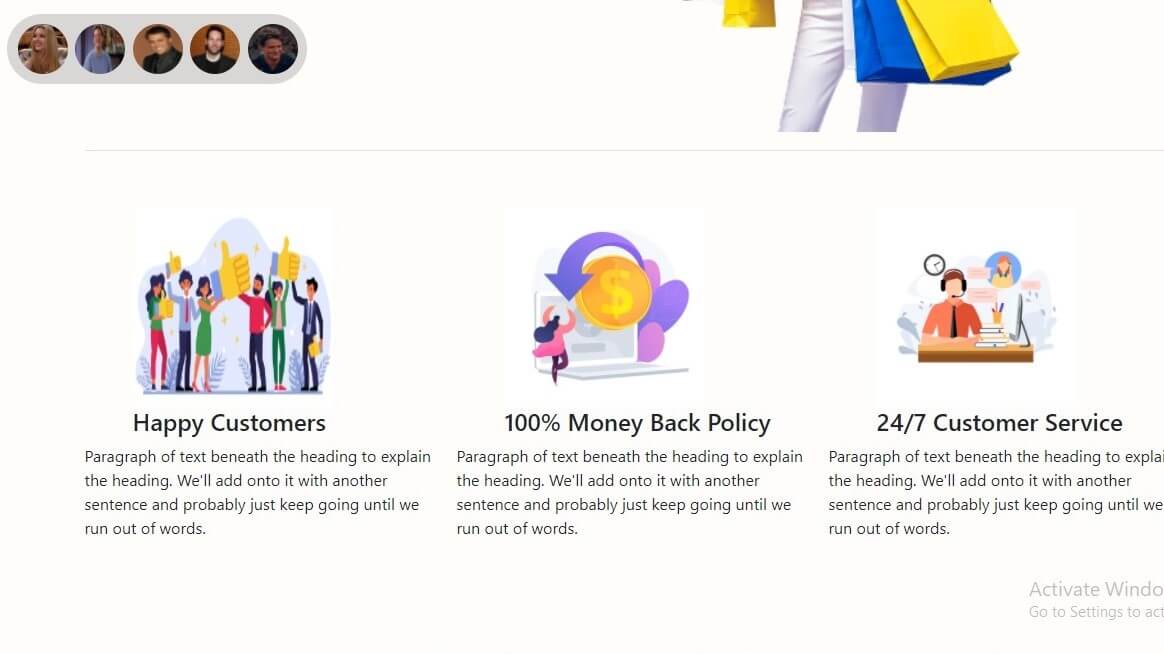 Happy Customers
Paragraph of text beneath the heading to explain
the heading. We'll add onto it with another
sentence and probably just keep going until we
run out of words.
100% Money Back Policy
Paragraph of text beneath the heading to explain
the heading. We'll add onto it with another
sentence and probably just keep going until we
run out of words.
24/7 Customer Service
Paragraph of text beneath the heading to expla
the heading. We'll add onto it with another
sentence and probably just keep going until we
run out of words.
Activate Windo
Go to Settings to act